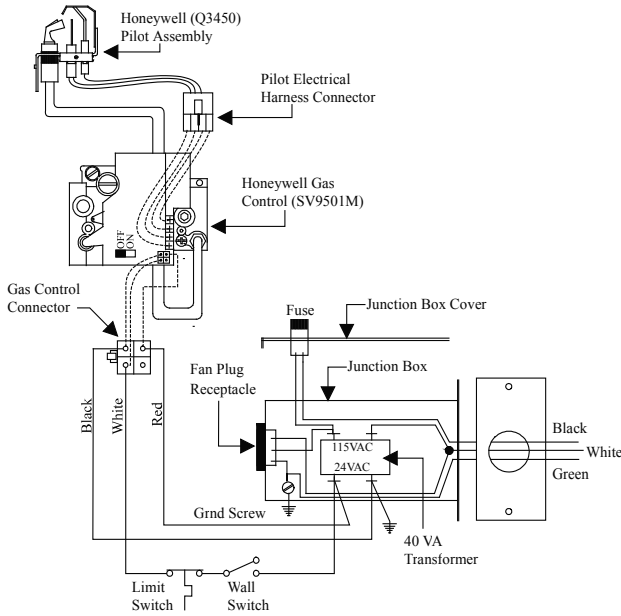 Honeywell (Q3450)
Pilot Assembly
Pilot Electrical
Harness Connector
Honeywell Gas
Control (SV9501M)
OFF
ON
Gas Control
Connector
Fuse
Junction Box Cover
Junction Box
Fan Plug
Receptacle
Black
White
Red
115VAC
24VAC
Black
White
Green
Grnd Screw
40 VA
Transformer
Limit
Switch
Wall
Switch